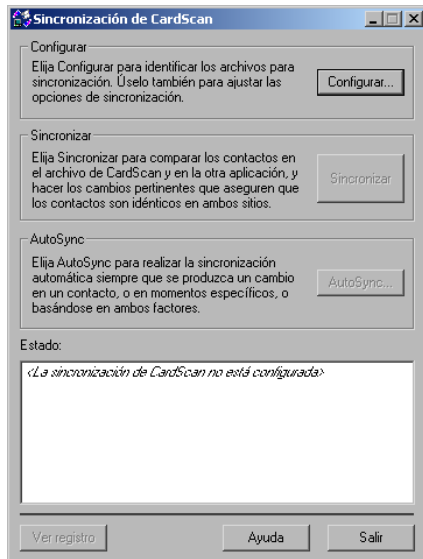 Sincronización de CardScan
Configurar
Elija Configurar para identificar los archivos para
sincronización. Úselo también para ajustar las
opciones de sincronización.
Configurar...
Sincronizar
Elija Sincronizar para comparar los contactos en
el archivo de CardScan y en la otra aplicación, y
hacer los cambios pertinentes que aseguren que
los contactos son idénticos en ambos sitios.
Sincronizar
AutoSync
Elija AutoSync para realizar la sincronización
automática siempre que se produzca un cambio
en un contacto, o en momentos específicos, o
basándose en ambos factores.
AutoSync...
Estado:
<La sincronización de CardScan no está configurada>
Ver registro
Ayuda
Salir